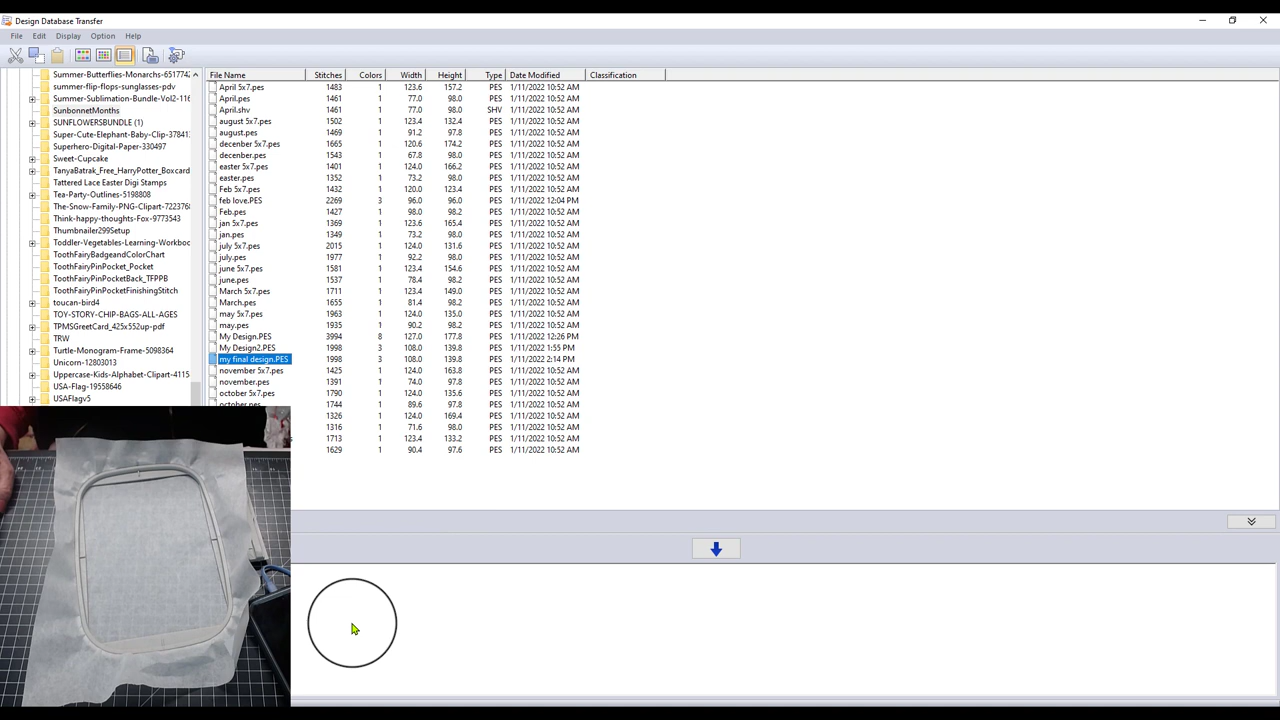 Design Database Transfer
File Edit Display Option Help
Summer-Butterflies-Monarchs-6517742
summer-flip-flops-sunglasses-pdv
Summer-Sublimation-Bundle-Vol2-116
SunbonnetMonths
SUNFLOWERSBUNDLE (1)
Super-Cute-Elephant-Baby-Clip-37841
Superhero-Digital-Paper-330497
Sweet-Cupcake
TanyaBatrak_Free_HarryPotter_Boxcard
Tattered Lace Easter Digi Stamps
Tea-Party-Outlines-5198808
The-Snow-Family-PNG-Clipart-7223768
Think-happy-thoughts-Fox-9773543
Thumbnailer299Setup
Toddler-Vegetables-Learning-Workboo
ToothFairyBadgeandColorChart
ToothFairyPinPocket_Pocket
ToothFairyPinPocketBack_TFPPB
ToothFairyPinPocketFinishingStitch
toucan-bird4
TOY-STORY-CHIP-BAGS-ALL-AGES
TPMSGreetCard_425x552up-pdf
TRW
Turtle-Monogram-Frame-5098364
Unicorn-12803013
Uppercase-Kids-Alphabet-Clipart-4115
USA-Flag-19558646
USAFlagv5
File Name Stitches Colors Width Height Type Date Modified Classification
April 5x7.pes 1483 1 123.6 157.2 PES 1/11/2022 10:52 AM
April.pes 1461 1 77.0 98.0 PES 1/11/2022 10:52 AM
April.shv 1461 1 77.0 98.0 SHV 1/11/2022 10:52 AM
august 5x7.pes 1502 1 123.4 132.4 PES 1/11/2022 10:52 AM
august.pes 1469 1 91.2 97.8 PES 1/11/2022 10:52 AM
decenber 5x7.pes 1665 1 120.6 174.2 PES 1/11/2022 10:52 AM
decenber.pes 1543 1 67.8 98.0 PES 1/11/2022 10:52 AM
easter 5x7.pes 1401 1 124.0 166.2 PES 1/11/2022 10:52 AM
easter.pes 1352 1 73.2 98.0 PES 1/11/2022 10:52 AM
Feb 5x7.pes 1432 1 120.0 123.4 PES 1/11/2022 10:52 AM
feb love.PES 2269 3 96.0 96.0 PES 1/11/2022 12:04 PM
Feb.pes 1427 1 98.0 98.2 PES 1/11/2022 10:52 AM
jan 5x7.pes 1369 1 123.6 165.4 PES 1/11/2022 10:52 AM
jan.pes 1349 1 73.2 98.0 PES 1/11/2022 10:52 AM
july 5x7.pes 2015 1 124.0 131.6 PES 1/11/2022 10:52 AM
july.pes 1977 1 92.2 98.0 PES 1/11/2022 10:52 AM
june 5x7.pes 1581 1 123.4 154.6 PES 1/11/2022 10:52 AM
june.pes 1537 1 78.4 98.2 PES 1/11/2022 10:52 AM
March 5x7.pes 1711 1 123.4 149.0 PES 1/11/2022 10:52 AM
March.pes 1655 1 81.4 98.2 PES 1/11/2022 10:52 AM
may 5x7.pes 1963 1 124.0 135.0 PES 1/11/2022 10:52 AM
may.pes 1935 1 90.2 98.2 PES 1/11/2022 10:52 AM
My Design.PES 3994 8 127.0 177.8 PES 1/11/2022 12:26 PM
My Design2.PES 1998 3 108.0 139.8 PES 1/11/2022 1:55 PM
my final design.PES 1998 3 108.0 139.8 PES 1/11/2022 2:14 PM
november 5x7.pes 1425 1 124.0 163.8 PES 1/11/2022 10:52 AM
november.pes 1391 1 74.0 97.8 PES 1/11/2022 10:52 AM
october 5x7.pes 1790 1 124.0 135.6 PES 1/11/2022 10:52 AM
october.pes 1744 1 89.6 98.0 PES 1/11/2022 10:52 AM
1326 1 124.0 169.4 PES 1/11/2022 10:52 AM
1316 1 71.6 98.0 PES 1/11/2022 10:52 AM
1713 1 123.4 133.2 PES 1/11/2022 10:52 AM
1629 1 90.4 97.6 PES 1/11/2022 10:52 AM